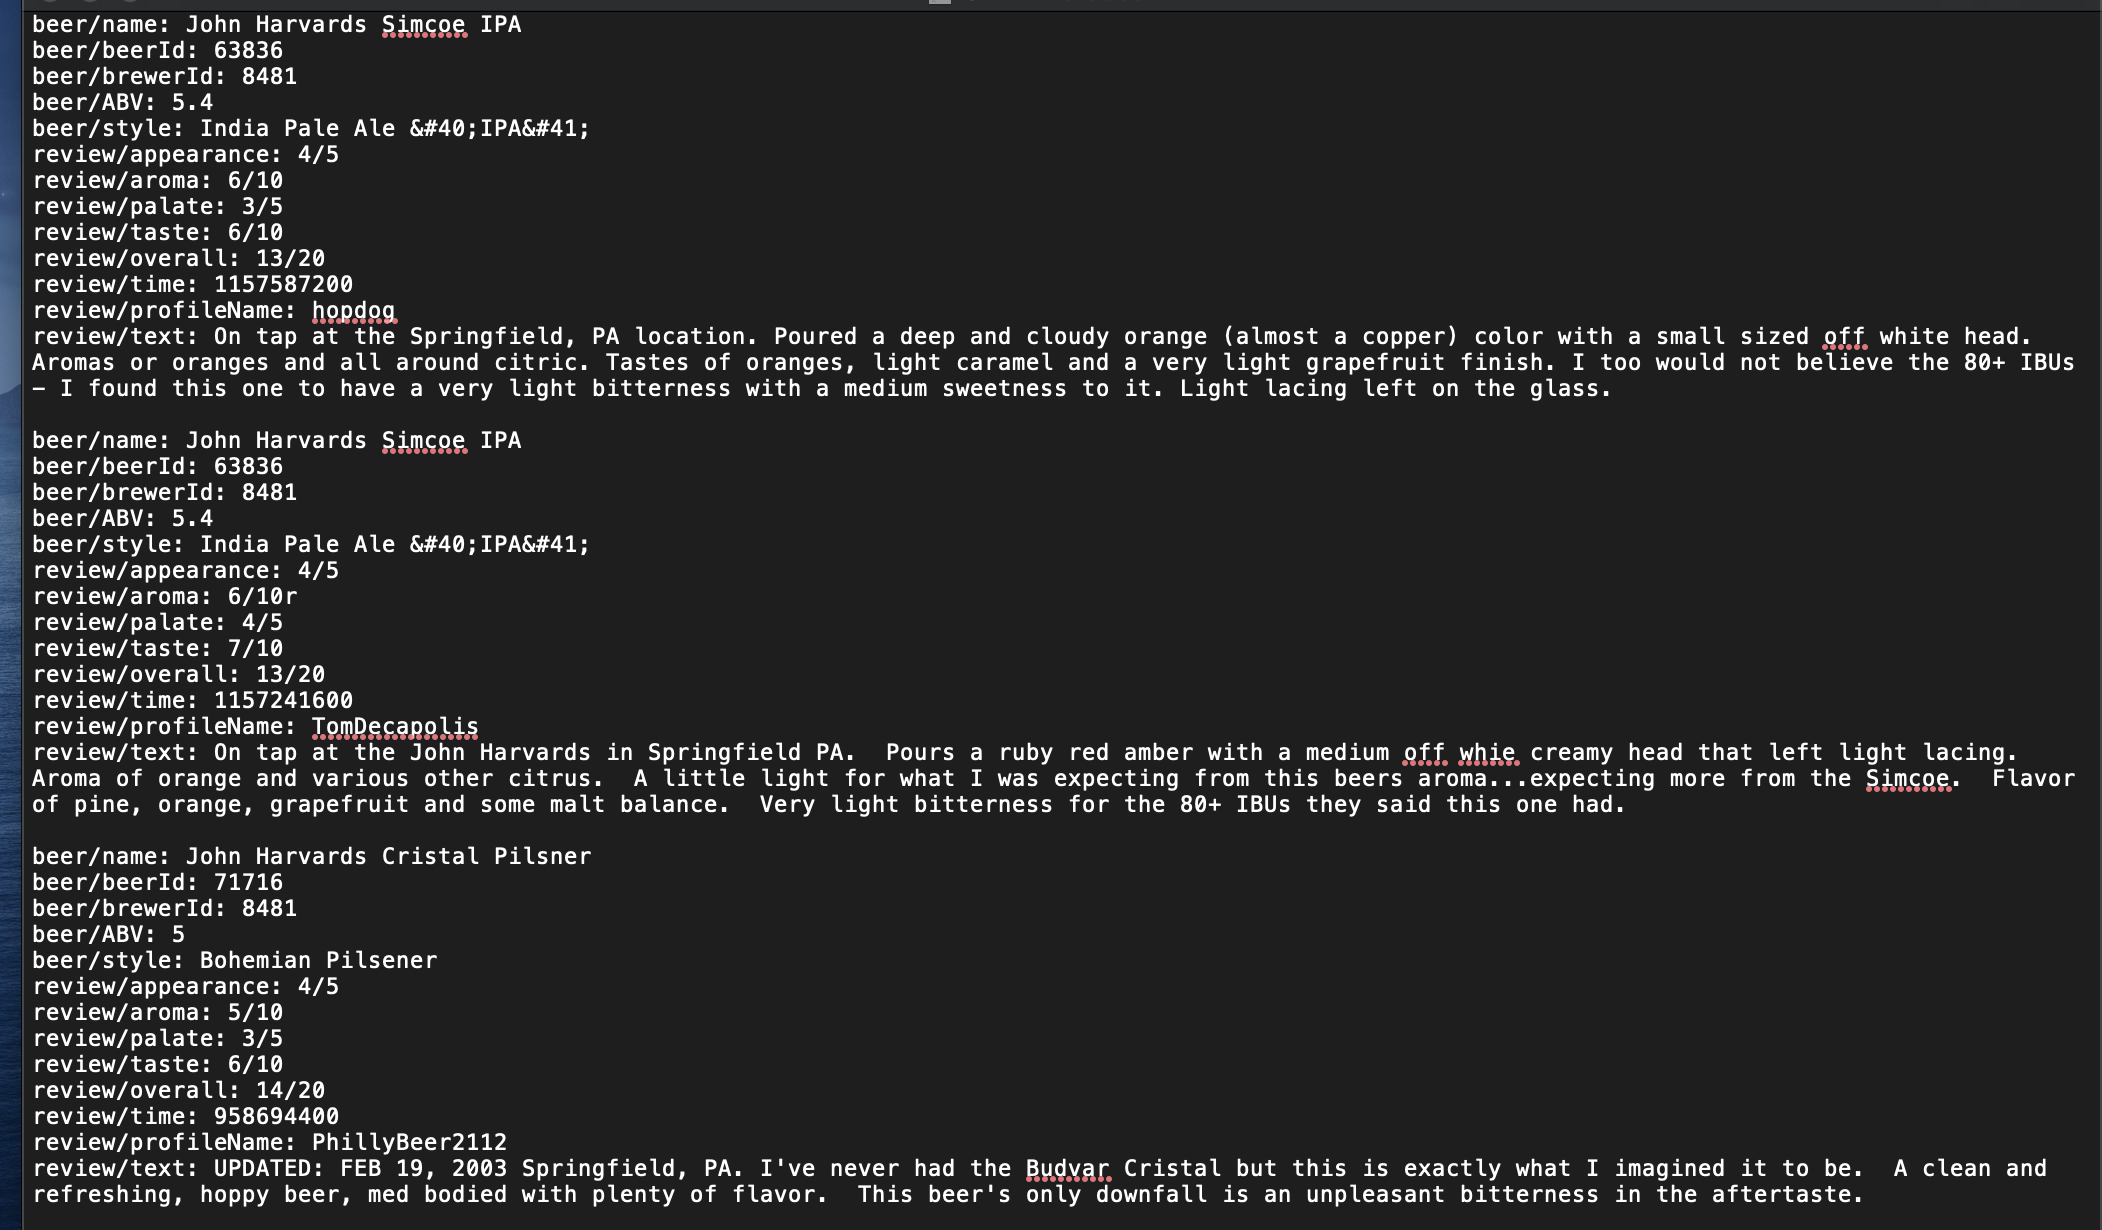 beer/name: John Harvards Simcoe IPA
beer/beerId: 63836
beer/brewerId: 8481
beer/ABV: 5.4
beer/style: India Pale Ale &#40;IPA&#41;
review/appearance: 4/5
review/aroma: 6/10
review/palate: 3/5
review/taste: 6/10
review/overall: 13/20
review/time: 1157587200
review/profileName: hopdog
review/text: On tap at the Springfield, PA location. Poured a deep and cloudy orange (almost a copper) color with a small sized off white head.
Aromas or oranges and all around citric. Tastes of oranges, light caramel and a very light grapefruit finish. I too would not believe the 80+ IBUs
– I found this one to have a very light bitterness with a medium sweetness to it. Light lacing left on the glass.

beer/name: John Harvards Simcoe IPA
beer/beerId: 63836
beer/brewerId: 8481
beer/ABV: 5.4
beer/style: India Pale Ale &#40;IPA&#41;
review/appearance: 4/5
review/aroma: 6/10r
review/palate: 4/5
review/taste: 7/10
review/overall: 13/20
review/time: 1157241600
review/profileName: TomDecapolis
review/text: On tap at the John Harvards in Springfield PA.  Pours a ruby red amber with a medium off whie creamy head that left light lacing.
Aroma of orange and various other citrus.  A little light for what I was expecting from this beers aroma...expecting more from the Simcoe.  Flavor
of pine, orange, grapefruit and some malt balance.  Very light bitterness for the 80+ IBUs they said this one had.

beer/name: John Harvards Cristal Pilsner
beer/beerId: 71716
beer/brewerId: 8481
beer/ABV: 5
beer/style: Bohemian Pilsener
review/appearance: 4/5
review/aroma: 5/10
review/palate: 3/5
review/taste: 6/10
review/overall: 14/20
review/time: 958694400
review/profileName: PhillyBeer2112
review/text: UPDATED: FEB 19, 2003 Springfield, PA. I've never had the Budvar Cristal but this is exactly what I imagined it to be.  A clean and
refreshing, hoppy beer, med bodied with plenty of flavor.  This beer's only downfall is an unpleasant bitterness in the aftertaste.